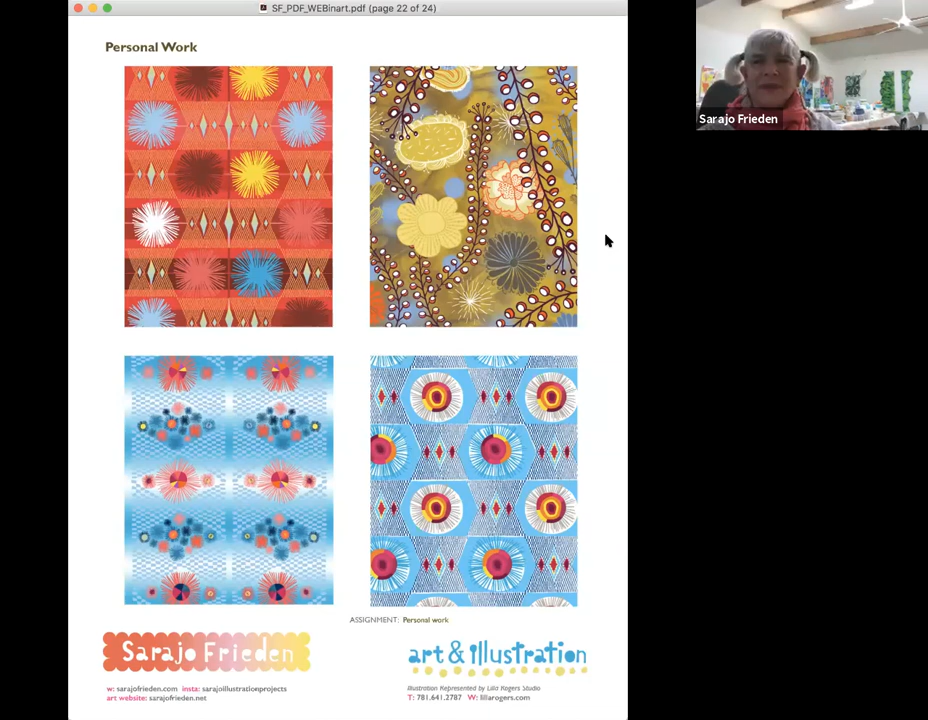 SF_PDF_WEBinart.pdf (page 22 of 24)
Personal Work
Sarajo Frieden
ASSIGNMENT: Personal work
Sarajo Frieden
art & illustration
w: sarajofrieden.com insta: sarajoillustrationprojects
art website: sarajofrieden.net
Illustration Represented by Lilla Rogers Studio
T: 781.641.2787 W: lillarogers.com